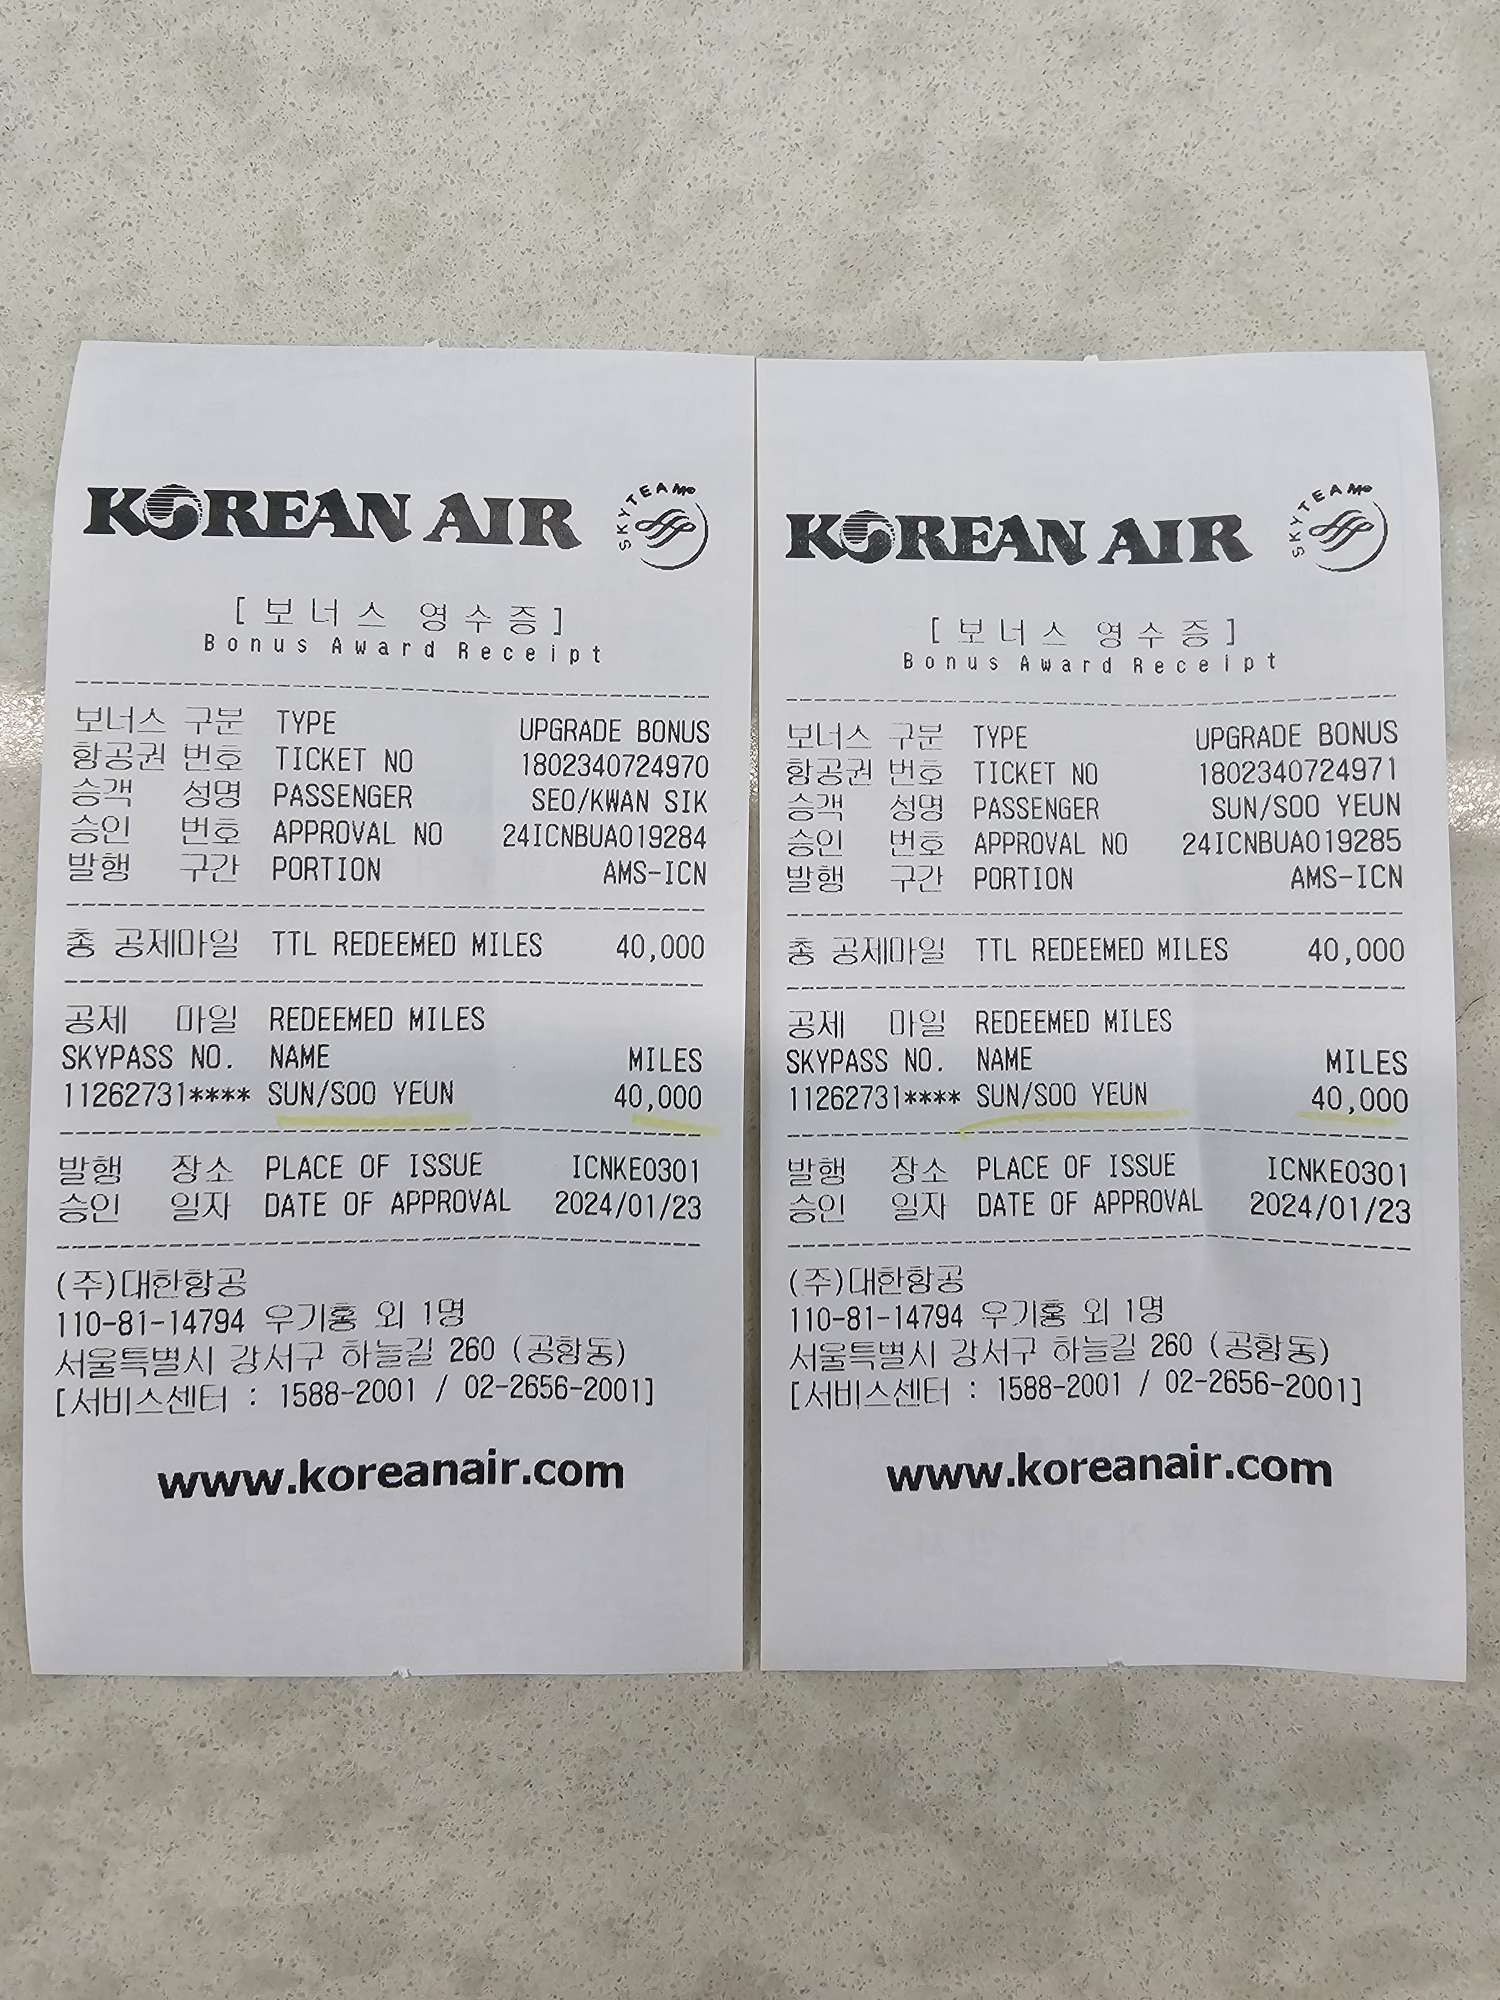 KOREAN AIR
SKYTEAM
[ 보너스 영수증 ]
Bonus Award Receipt
보너스 구분 TYPE UPGRADE BONUS
항공권 번호 TICKET NO 1802340724970
승객 성명 PASSENGER SEO/KWAN SIK
승인 번호 APPROVAL NO 24ICNBUA019284
발행 구간 PORTION AMS-ICN
총 공제마일 TTL REDEEMED MILES 40,000
공제 마일 REDEEMED MILES
SKYPASS NO. NAME MILES
11262731**** SUN/SOO YEUN 40,000
발행 장소 PLACE OF ISSUE ICNKE0301
승인 일자 DATE OF APPROVAL 2024/01/23
(주)대한항공
110-81-14794 우기홍 외 1명
서울특별시 강서구 하늘길 260 (공항동)
[서비스센터 : 1588-2001 / 02-2656-2001]
www.koreanair.com
KOREAN AIR
SKYTEAM
[ 보너스 영수증 ]
Bonus Award Receipt
보너스 구분 TYPE UPGRADE BONUS
항공권 번호 TICKET NO 1802340724971
승객 성명 PASSENGER SUN/SOO YEUN
승인 번호 APPROVAL NO 24ICNBUA019285
발행 구간 PORTION AMS-ICN
총 공제마일 TTL REDEEMED MILES 40,000
공제 마일 REDEEMED MILES
SKYPASS NO. NAME MILES
11262731**** SUN/SOO YEUN 40,000
발행 장소 PLACE OF ISSUE ICNKE0301
승인 일자 DATE OF APPROVAL 2024/01/23
(주)대한항공
110-81-14794 우기홍 외 1명
서울특별시 강서구 하늘길 260 (공항동)
[서비스센터 : 1588-2001 / 02-2656-2001]
www.koreanair.com